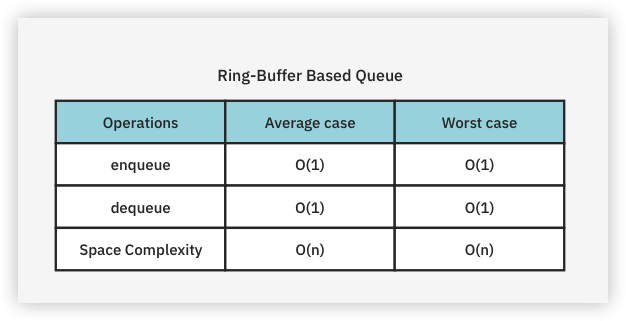 Ring-Buffer Based Queue
Operations Average case Worst case
enqueue O(1) O(1)
dequeue O(1) O(1)
Space Complexity O(n) O(n)